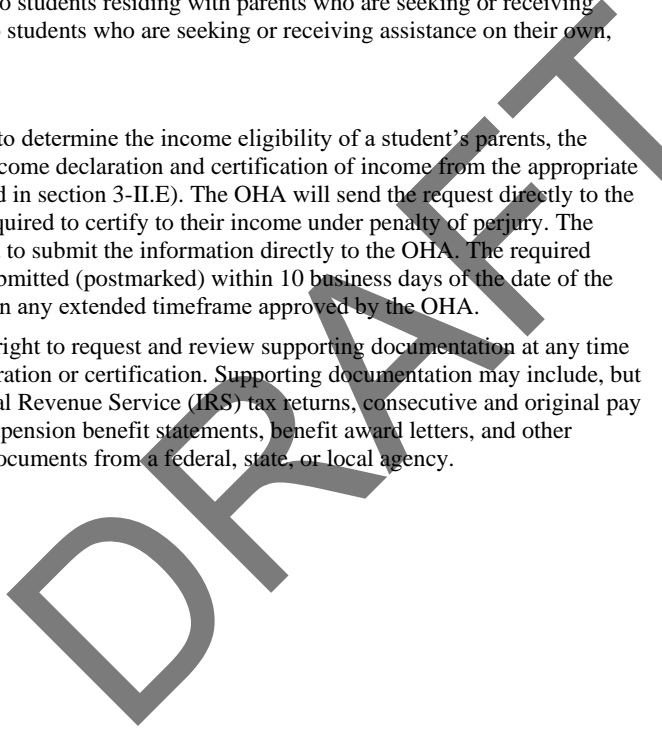 o students residing with parents who are seeking or receiving
students who are seeking or receiving assistance on their own,
to determine the income eligibility of a student's parents, the
come declaration and certification of income from the appropriate
d in section 3-II.E). The OHA will send the request directly to the
quired to certify to their income under penalty of perjury. The
to submit the information directly to the OHA. The required
bmitted (postmarked) within 10 business days of the date of the
n any extended timeframe approved by the OHA.
right to request and review supporting documentation at any time
ration or certification. Supporting documentation may include, but
al Revenue Service (IRS) tax returns, consecutive and original pay
pension benefit statements, benefit award letters, and other
ocuments from a federal, state, or local agency.
DRAFT